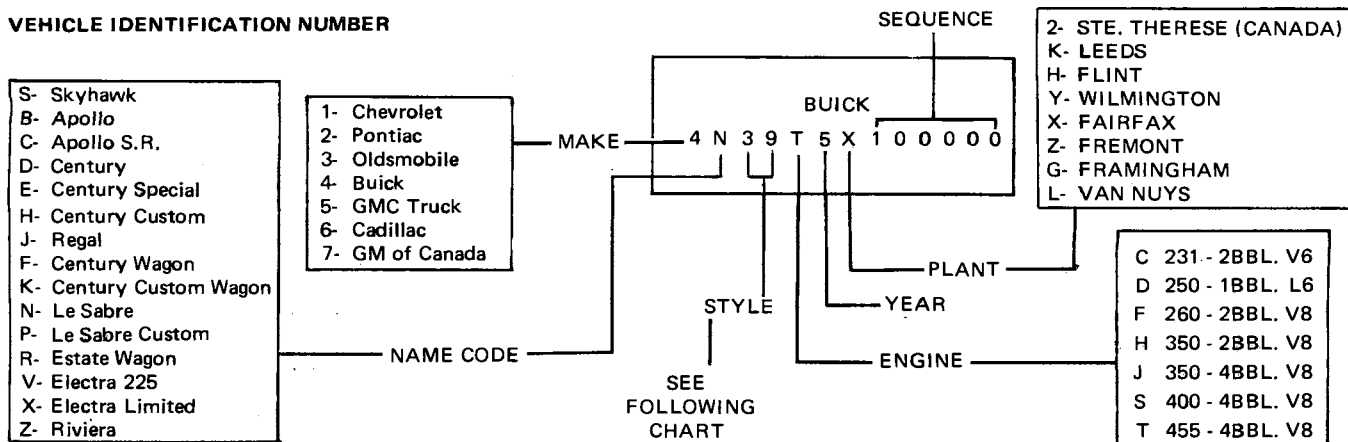 VEHICLE IDENTIFICATION NUMBER
S- Skyhawk
B- Apollo
C- Apollo S.R.
D- Century
E- Century Special
H- Century Custom
J- Regal
F- Century Wagon
K- Century Custom Wagon
N- Le Sabre
P- Le Sabre Custom
R- Estate Wagon
V- Electra 225
X- Electra Limited
Z- Riviera
NAME CODE
1- Chevrolet
2- Pontiac
3- Oldsmobile
4- Buick
5- GMC Truck
6- Cadillac
7- GM of Canada
MAKE
SEQUENCE
BUICK
4 N 3 9 T 5 X 1 0 0 0 0 0
STYLE
SEE
FOLLOWING
CHART
YEAR
PLANT
ENGINE
2- STE. THERESE (CANADA)
K- LEEDS
H- FLINT
Y- WILMINGTON
X- FAIRFAX
Z- FREMONT
G- FRAMINGHAM
L- VAN NUYS
C 231 - 2BBL. V6
D 250 - 1BBL. L6
F 260 - 2BBL. V8
H 350 - 2BBL. V8
J 350 - 4BBL. V8
S 400 - 4BBL. V8
T 455 - 4BBL. V8